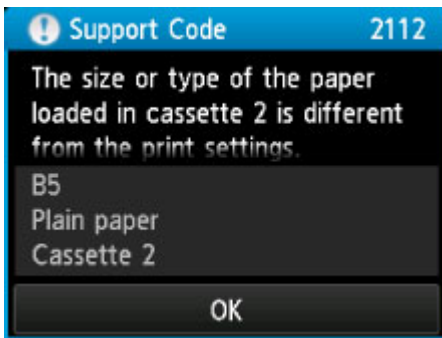 Support Code 2112
The size or type of the paper
loaded in cassette 2 is different
from the print settings.
B5
Plain paper
Cassette 2
OK